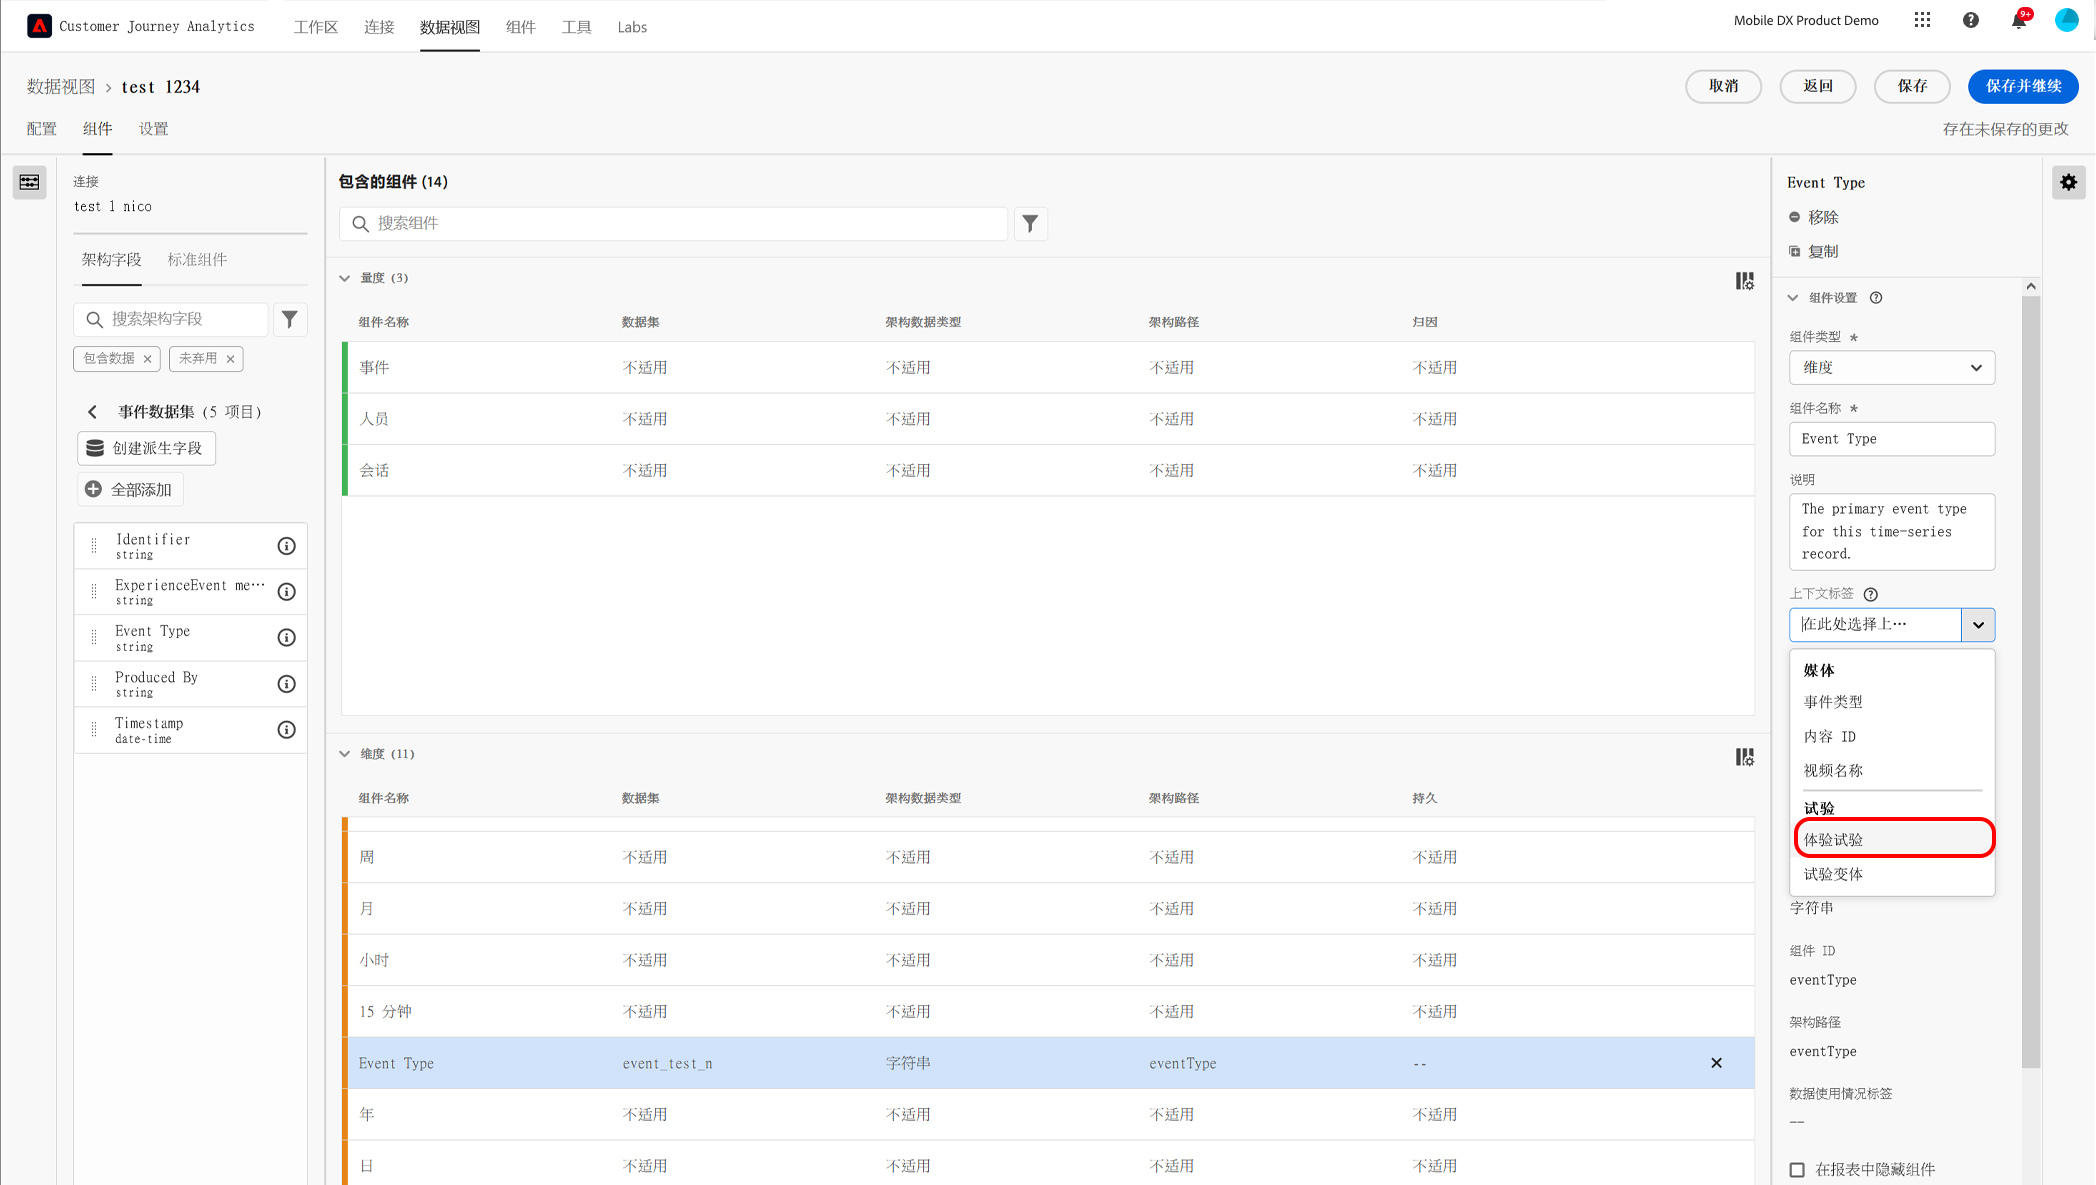 Customer Journey Analytics
工作区
连接
数据视图
组件
工具
Labs
Mobile DX Product Demo
9+
数据视图 › test 1234
取消
返回
保存
保存并继续
配置
组件
设置
存在未保存的更改
连接
test 1 nico
架构字段
标准组件
搜索架构字段
包含数据 ×
未弃用 ×
事件数据集 (5 项目)
创建派生字段
全部添加
Identifier
string
ExperienceEvent me…
string
Event Type
string
Produced By
string
Timestamp
date-time
包含的组件 (14)
搜索组件
量度 (3)
组件名称 数据集 架构数据类型 架构路径 归因
事件 不适用 不适用 不适用 不适用
人员 不适用 不适用 不适用 不适用
会话 不适用 不适用 不适用 不适用
维度 (11)
组件名称 数据集 架构数据类型 架构路径 持久
周 不适用 不适用 不适用 不适用
月 不适用 不适用 不适用 不适用
小时 不适用 不适用 不适用 不适用
15 分钟 不适用 不适用 不适用 不适用
Event Type event_test_n 字符串 eventType --
年 不适用 不适用 不适用 不适用
日 不适用 不适用 不适用 不适用
Event Type
移除
复制
组件设置
组件类型 *
维度
组件名称 *
Event Type
说明
The primary event type
for this time-series
record.
上下文标签
在此处选择上…
媒体
事件类型
内容 ID
视频名称
试验
体验试验
试验变体
字符串
组件 ID
eventType
架构路径
eventType
数据使用情况标签
--
在报表中隐藏组件